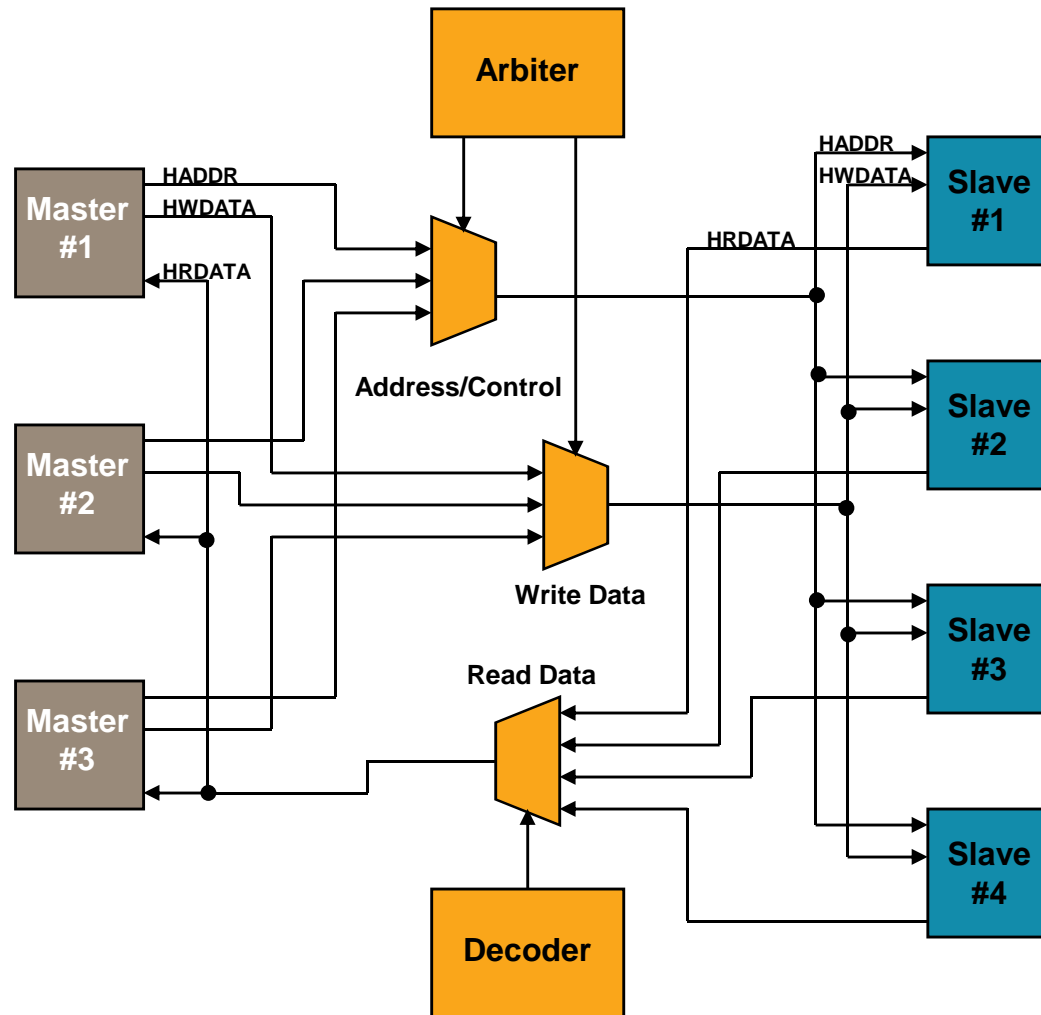 Arbiter
HADDR
HWDATA
HRDATA
Master
#1
HADDR
HWDATA
HRDATA
Slave
#1
Address/Control
Master
#2
Slave
#2
Write Data
Read Data
Master
#3
Slave
#3
Slave
#4
Decoder